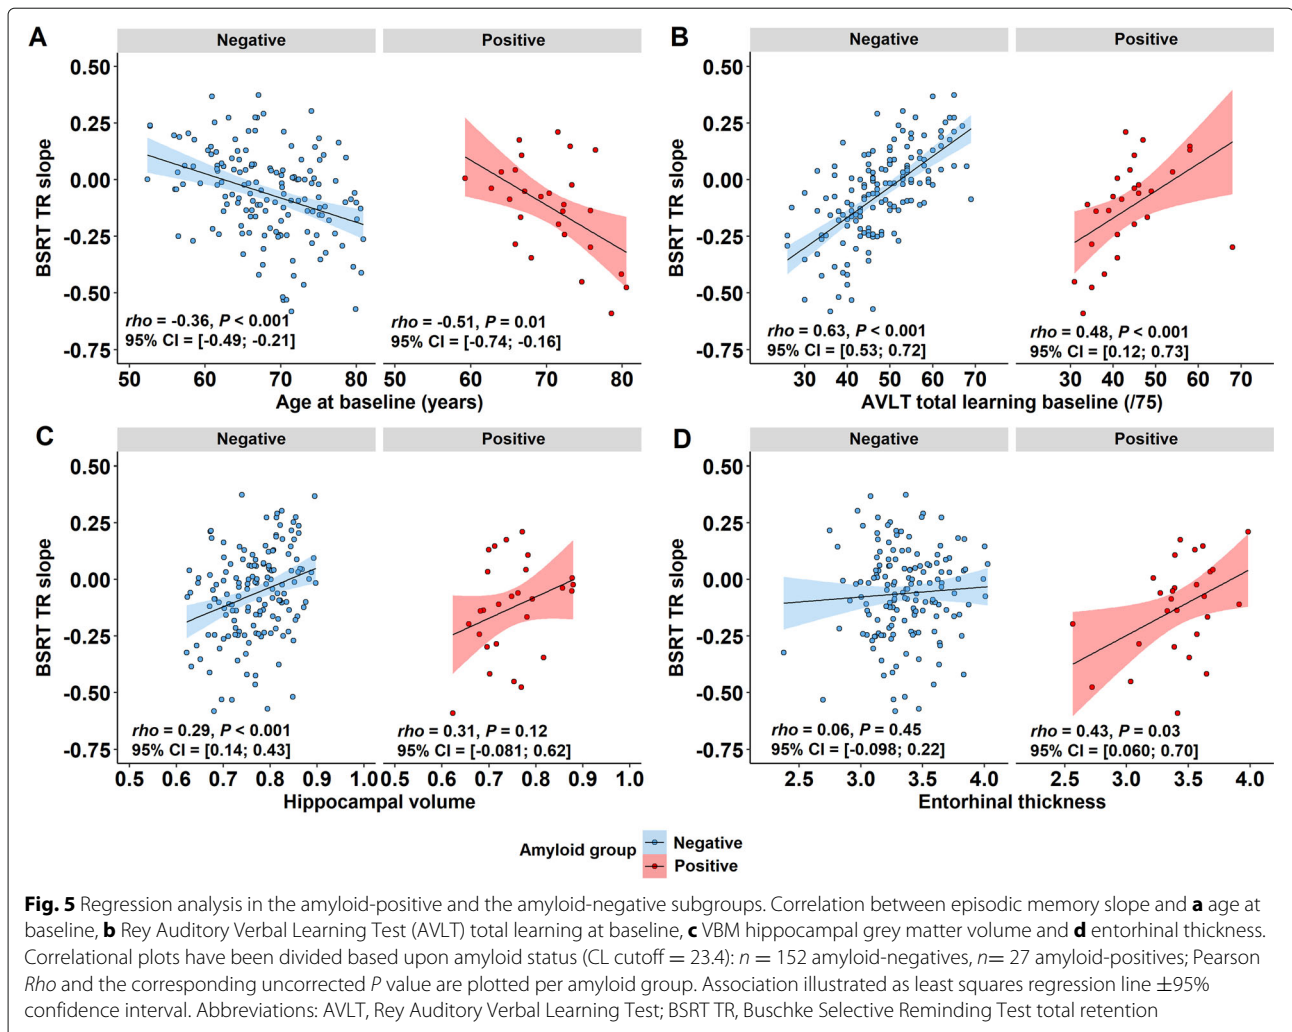 A
Negative
Positive
BSRT TR slope
0.50
0.25
0.00
-0.25
-0.50
-0.75
rho = -0.36, P < 0.001
95% CI = [-0.49; -0.21]
rho = -0.51, P = 0.01
95% CI = [-0.74; -0.16]
50 60 70 80 50 60 70 80
Age at baseline (years)
B
Negative
Positive
BSRT TR slope
0.50
0.25
0.00
-0.25
-0.50
-0.75
rho = 0.63, P < 0.001
95% CI = [0.53; 0.72]
rho = 0.48, P < 0.001
95% CI = [0.12; 0.73]
30 40 50 60 70 30 40 50 60 70
AVLT total learning baseline (/75)
C
Negative
Positive
BSRT TR slope
0.50
0.25
0.00
-0.25
-0.50
-0.75
rho = 0.29, P < 0.001
95% CI = [0.14; 0.43]
rho = 0.31, P = 0.12
95% CI = [-0.081; 0.62]
0.5 0.6 0.7 0.8 0.9 1.0 0.5 0.6 0.7 0.8 0.9 1.0
Hippocampal volume
D
Negative
Positive
BSRT TR slope
0.50
0.25
0.00
-0.25
-0.50
-0.75
rho = 0.06, P = 0.45
95% CI = [-0.098; 0.22]
rho = 0.43, P = 0.03
95% CI = [0.060; 0.70]
2.5 3.0 3.5 4.0 2.5 3.0 3.5 4.0
Entorhinal thickness
Amyloid group
Negative
Positive
Fig. 5 Regression analysis in the amyloid-positive and the amyloid-negative subgroups. Correlation between episodic memory slope and a age at
baseline, b Rey Auditory Verbal Learning Test (AVLT) total learning at baseline, c VBM hippocampal grey matter volume and d entorhinal thickness.
Correlational plots have been divided based upon amyloid status (CL cutoff = 23.4): n = 152 amyloid-negatives, n= 27 amyloid-positives; Pearson
Rho and the corresponding uncorrected P value are plotted per amyloid group. Association illustrated as least squares regression line ±95%
confidence interval. Abbreviations: AVLT, Rey Auditory Verbal Learning Test; BSRT TR, Buschke Selective Reminding Test total retention